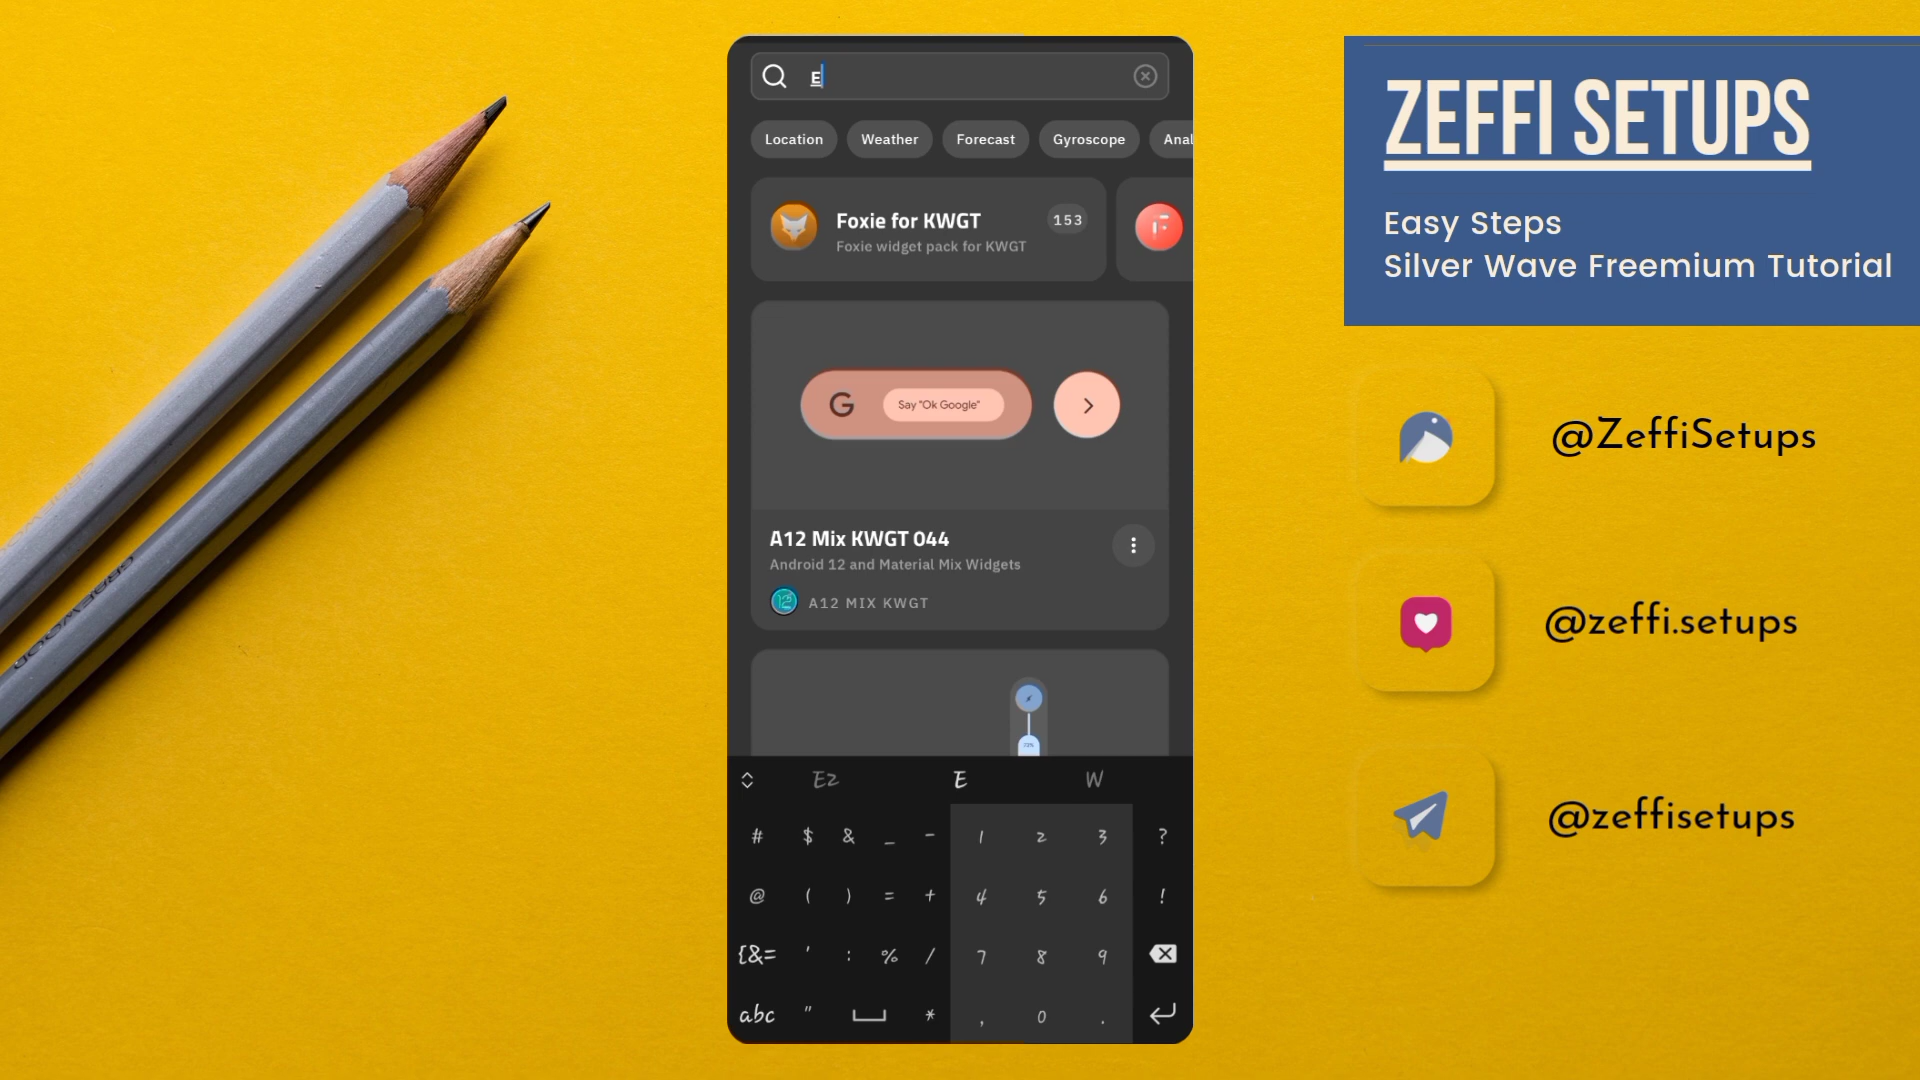 E
Location Weather Forecast Gyroscope Anal
Foxie for KWGT 153
Foxie widget pack for KWGT
F
G Say "Ok Google"
A12 Mix KWGT 044
Android 12 and Material Mix Widgets
12 A12 MIX KWGT
Ez E W
# $ & _ - 1 2 3 ?
@ ( ) = + 4 5 6 !
{&= ' : % / 7 8 9
abc " * , 0 .
ZEFFI SETUPS
Easy Steps
Silver Wave Freemium Tutorial
@ZeffiSetups
@zeffi.setups
@zeffisetups